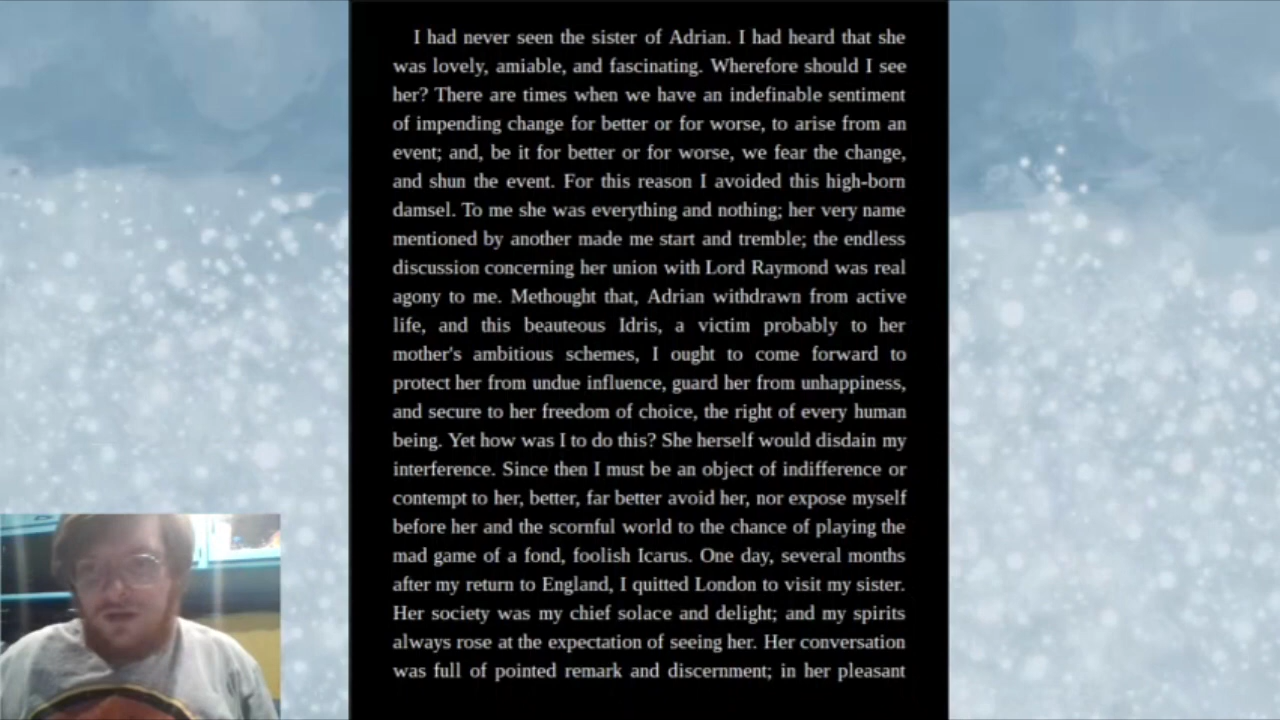 I had never seen the sister of Adrian. I had heard that she
was lovely, amiable, and fascinating. Wherefore should I see
her? There are times when we have an indefinable sentiment
of impending change for better or for worse, to arise from an
event; and, be it for better or for worse, we fear the change,
and shun the event. For this reason I avoided this high-born
damsel. To me she was everything and nothing; her very name
mentioned by another made me start and tremble; the endless
discussion concerning her union with Lord Raymond was real
agony to me. Methought that, Adrian withdrawn from active
life, and this beauteous Idris, a victim probably to her
mother's ambitious schemes, I ought to come forward to
protect her from undue influence, guard her from unhappiness,
and secure to her freedom of choice, the right of every human
being. Yet how was I to do this? She herself would disdain my
interference. Since then I must be an object of indifference or
contempt to her, better, far better avoid her, nor expose myself
before her and the scornful world to the chance of playing the
mad game of a fond, foolish Icarus. One day, several months
after my return to England, I quitted London to visit my sister.
Her society was my chief solace and delight; and my spirits
always rose at the expectation of seeing her. Her conversation
was full of pointed remark and discernment; in her pleasant